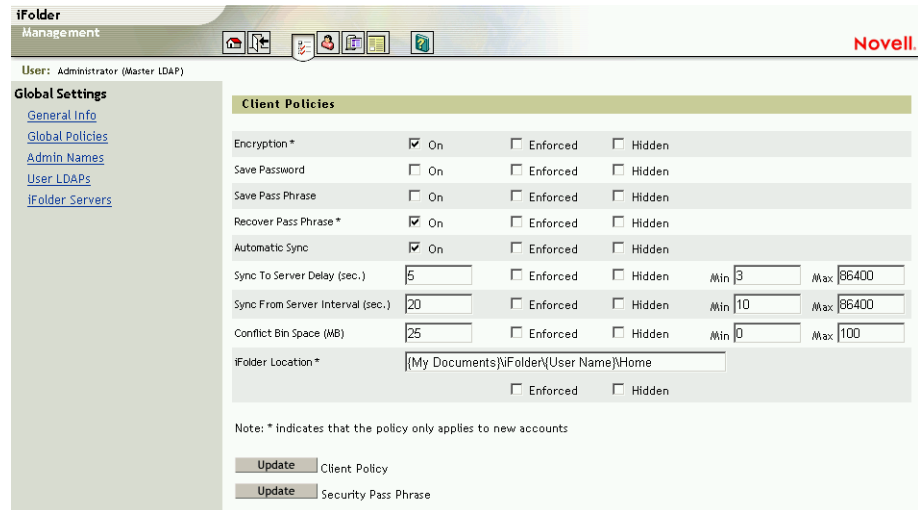 iFolder
Management
Novell.
User: Administrator (Master LDAP)
Global Settings
General Info
Global Policies
Admin Names
User LDAPs
iFolder Servers
Client Policies
Encryption * On Enforced Hidden
Save Password On Enforced Hidden
Save Pass Phrase On Enforced Hidden
Recover Pass Phrase * On Enforced Hidden
Automatic Sync On Enforced Hidden
Sync To Server Delay (sec.) 5 Enforced Hidden Min 3 Max 86400
Sync From Server Interval (sec.) 20 Enforced Hidden Min 10 Max 86400
Conflict Bin Space (MB) 25 Enforced Hidden Min 0 Max 100
iFolder Location * {My Documents}\iFolder\{User Name}\Home
Enforced Hidden
Note: * indicates that the policy only applies to new accounts
Update Client Policy
Update Security Pass Phrase